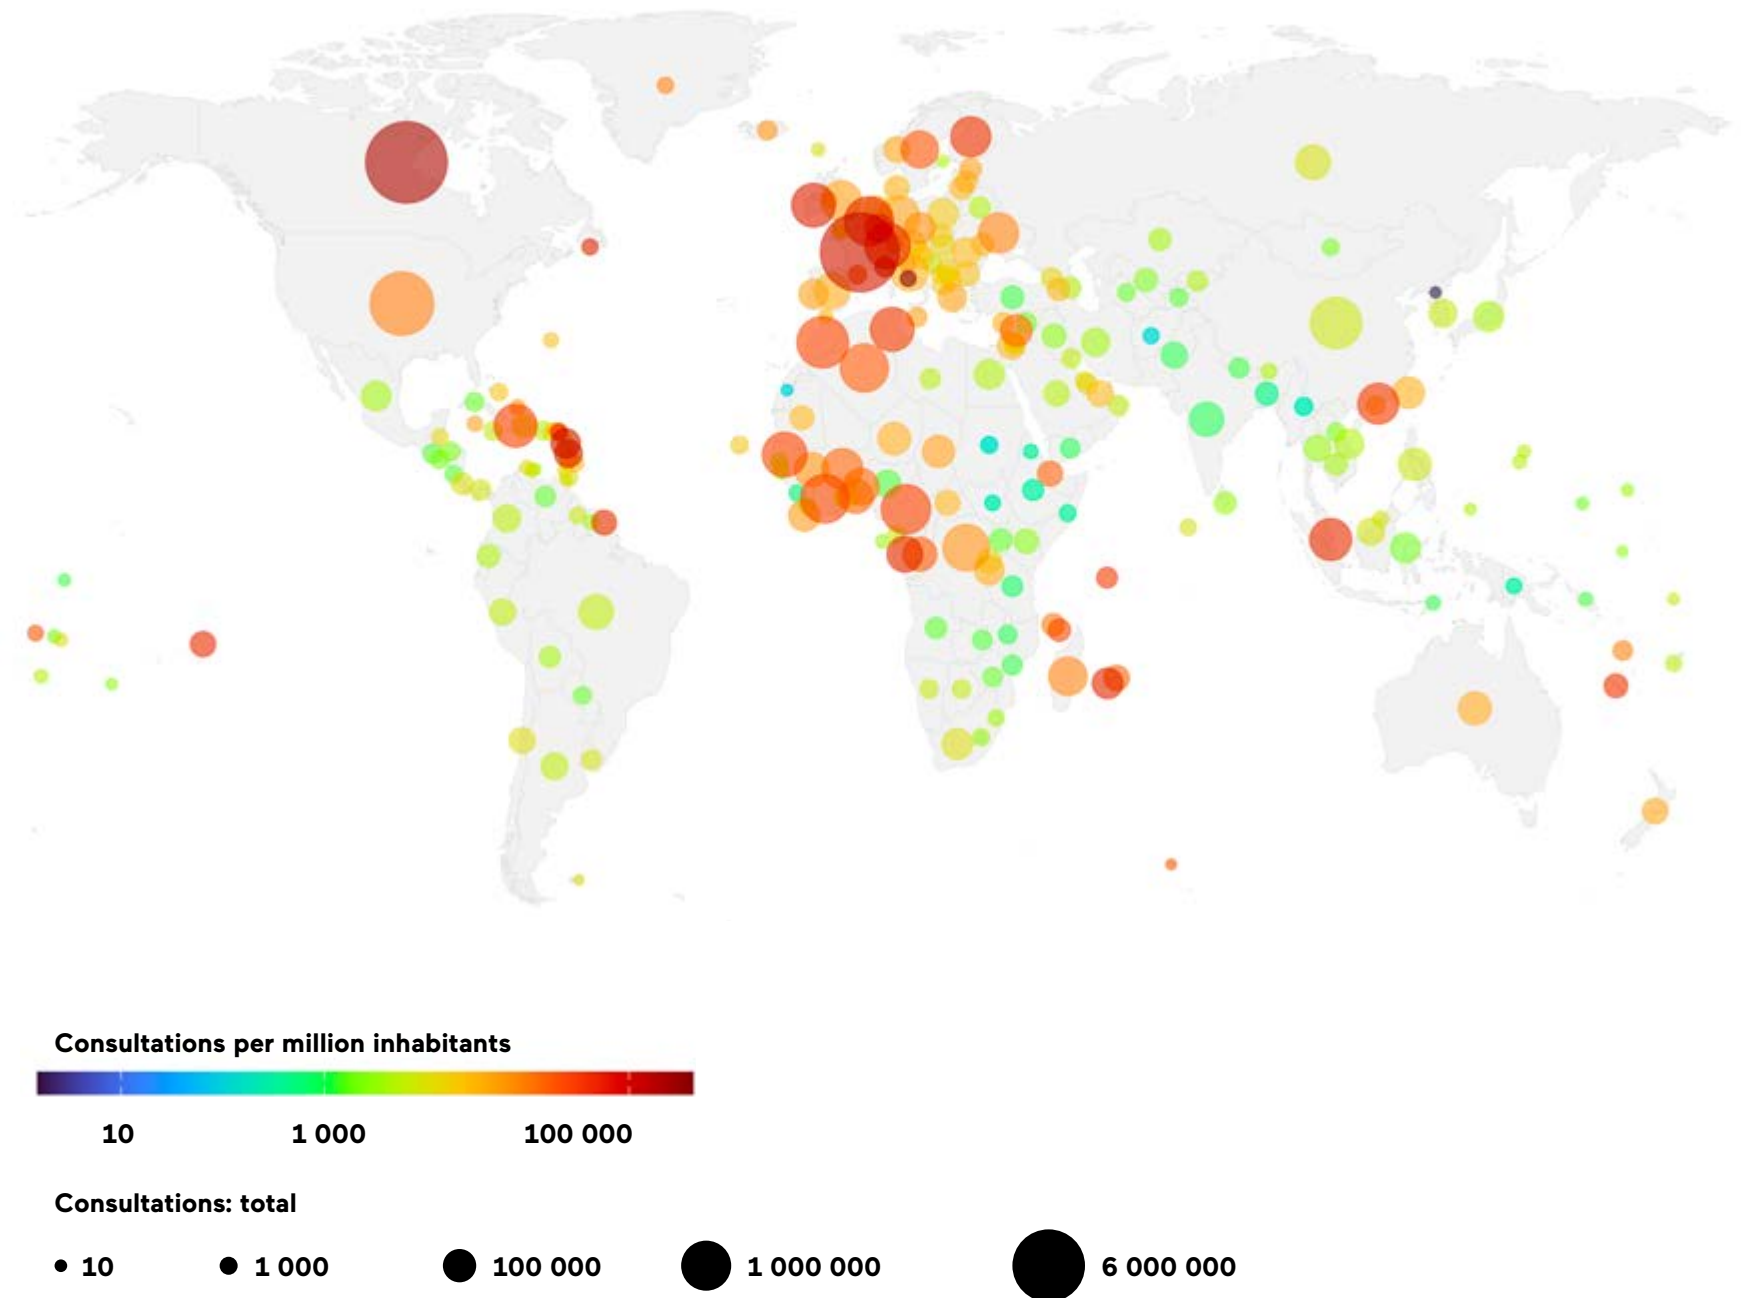 Consultations per million inhabitants
10 1 000 100 000
Consultations: total
10 1 000 100 000 1 000 000 6 000 000